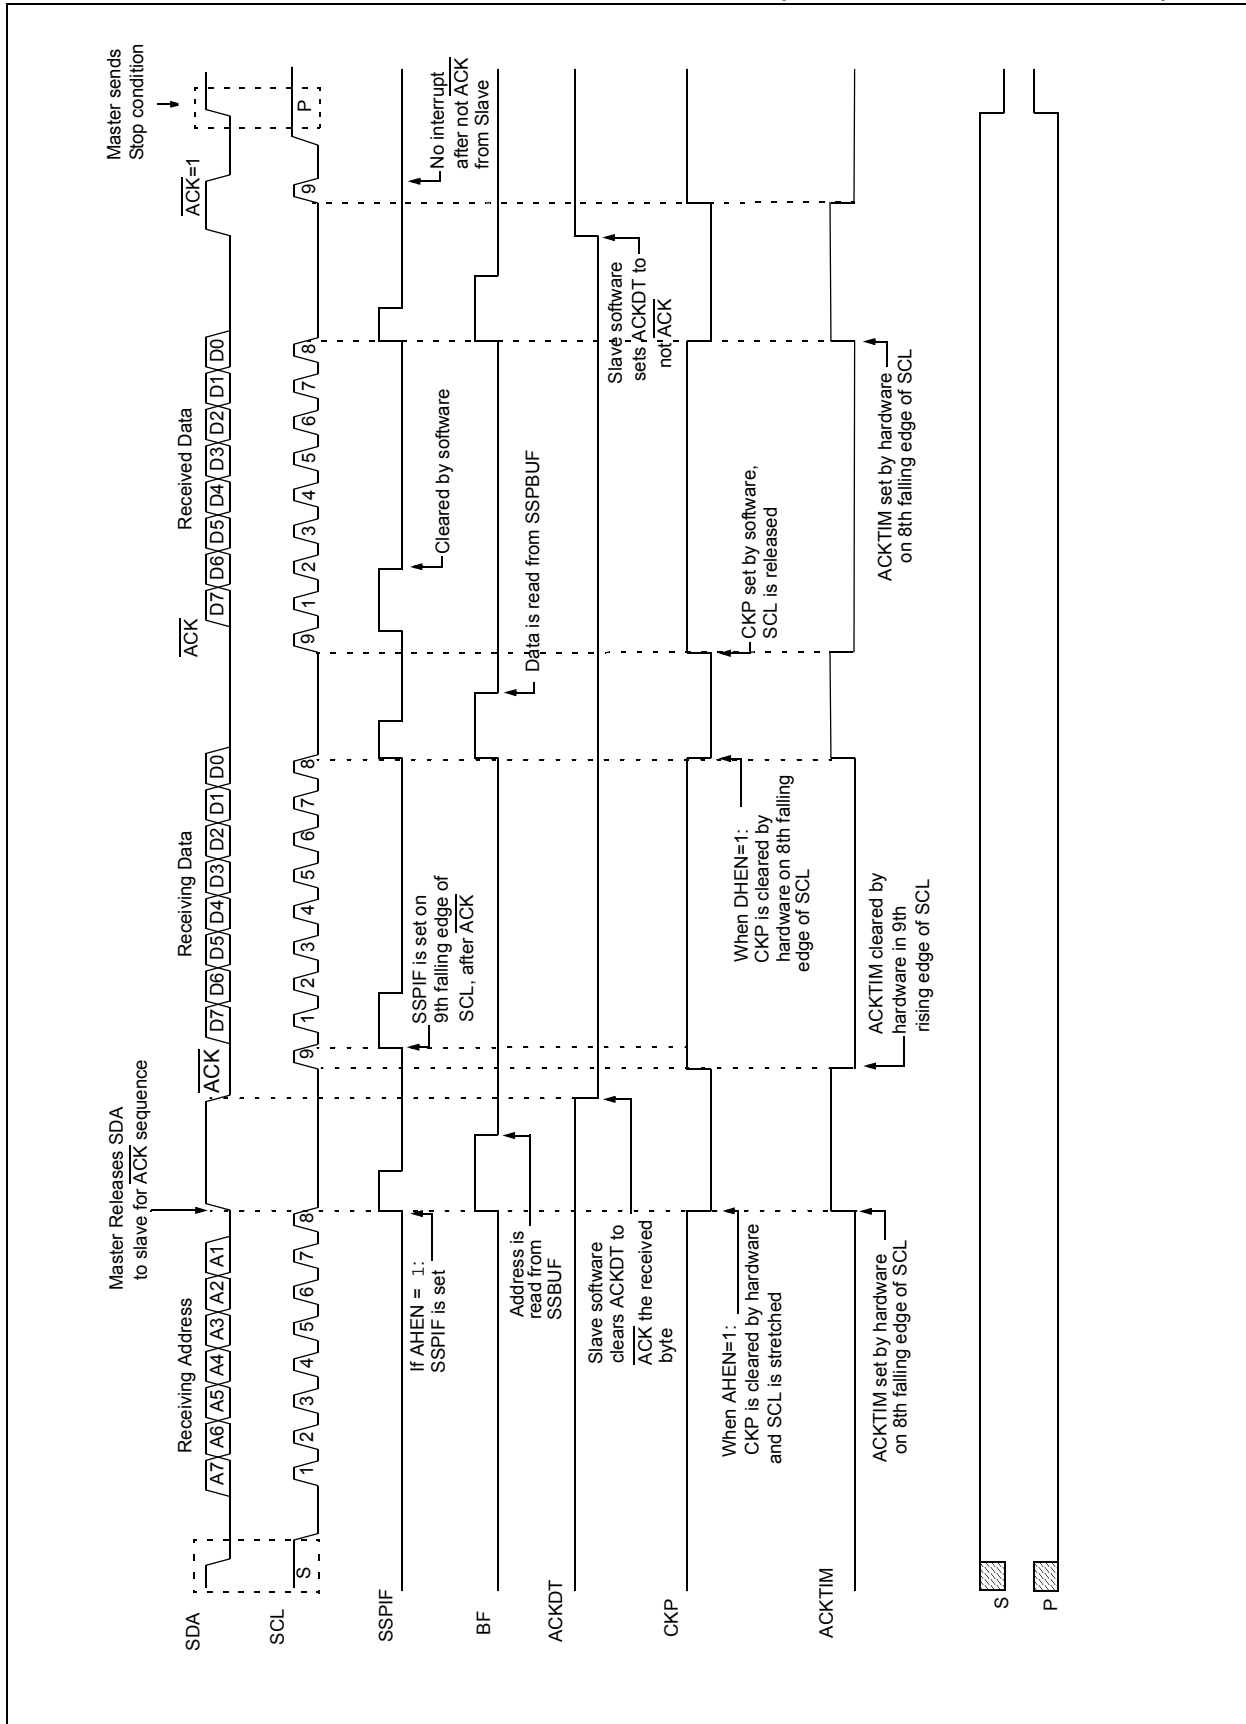 Master sends
Stop condition
Master Releases SDA
to slave for ACK sequence
Receiving Address
Receiving Data
ACK
Received Data
ACK
ACK=1
SDA
A7 A6 A5 A4 A3 A2 A1
D7 D6 D5 D4 D3 D2 D1 D0
D7 D6 D5 D4 D3 D2 D1 D0
SCL
S
1 2 3 4 5 6 7 8 9
1 2 3 4 5 6 7 8 9
1 2 3 4 5 6 7 8 9
P
SSPIF
If AHEN = 1:
SSPIF is set
SSPIF is set on
9th falling edge of
SCL, after ACK
Cleared by software
No interrupt
after not ACK
from Slave
BF
Address is
read from
SSBUF
Data is read from SSPBUF
ACKDT
Slave software
clears ACKDT to
ACK the received
byte
Slave software
sets ACKDT to
not ACK
CKP
When AHEN=1:
CKP is cleared by hardware
and SCL is stretched
When DHEN=1:
CKP is cleared by
hardware on 8th falling
edge of SCL
CKP set by software,
SCL is released
ACKTIM
ACKTIM set by hardware
on 8th falling edge of SCL
ACKTIM cleared by
hardware in 9th
rising edge of SCL
ACKTIM set by hardware
on 8th falling edge of SCL
S
P